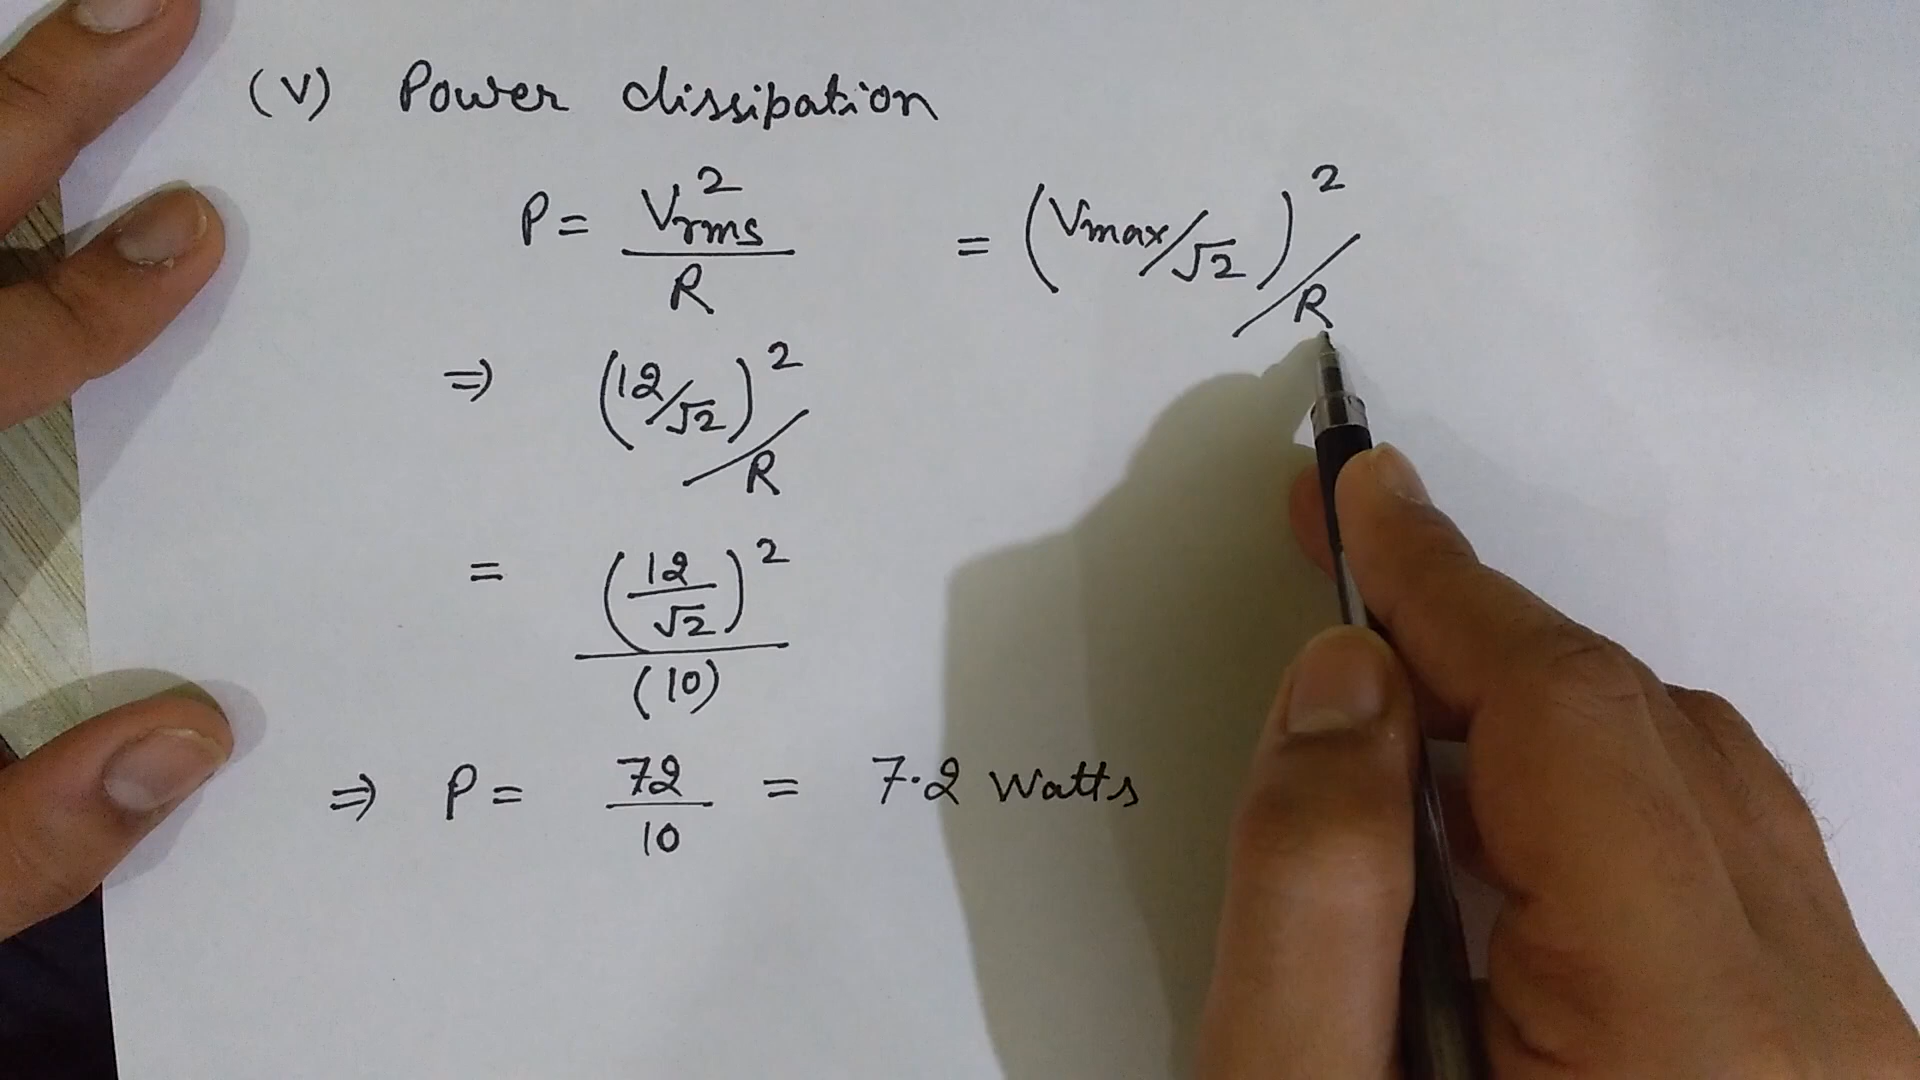 (V) Power dissipation
P = V²rms / R = (Vmax/√2)² / R
⇒ (12/√2)² / R
= (12/√2)² / (10)
⇒ P = 72/10 = 7.2 Watts